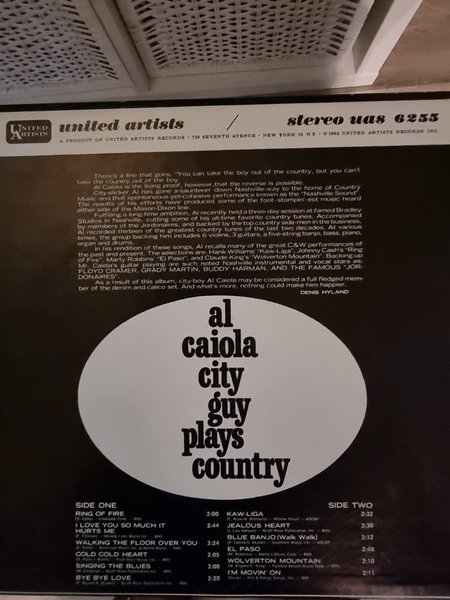 UNITED ARTISTS
united artists / stereo uas 6255
A PRODUCT OF UNITED ARTISTS RECORDS • 729 SEVENTH AVENUE • NEW YORK 19, N.Y. • © 1963 UNITED ARTISTS RECORDS INC.
There's a line that goes, "You can take the boy out of the country, but you can't
take the country out of the boy.
Al Caiola is the living proof, however, that the reverse is possible.
City-slicker Al has gone a-saunterin' down Nashville-way to the home of Country
Music and that spontaneous yet-cohesive performance known as the "Nashville Sound".
The results of his efforts have produced some of the foot-stompin'-est music heard
either side of the Mason Dixon line.
Fulfilling a long-time ambition, Al recently held a three-day session at famed Bradley
Studios in Nashville, cutting some of his all-time favorite country tunes. Accompanied
by members of the Jordonaires, and backed by the top country side-men in the business,
Al recorded thirteen of the greatest country tunes of the last two decades. At various
times, the group backing him includes 6 violins, 3 guitars, a five-string banjo, bass, piano,
organ and drums.
In his rendition of these songs, Al recalls many of the great C&W performances of
the past and present. The selections are: Hank Williams' "Kaw-Liga", Johnny Cash's "Ring
of Fire", Marty Robbins' "El Paso", and Claude King's "Wolverton Mountain". Backing up
Mr. Caiola's guitar playing are such noted Nashville instrumental and vocal stars as:
FLOYD CRAMER, GRADY MARTIN, BUDDY HARMAN, AND THE FAMOUS "JOR-
DONAIRES".
As a result of this album, city-boy Al Caiola may be considered a full fledged mem-
ber of the denim and calico set. And what's more, nothing could make him happier.
DENIS HYLAND
al
caiola
city
guy
plays
country
SIDE ONE
RING OF FIRE 2:00
I LOVE YOU SO MUCH IT
HURTS ME 2:44
WALKING THE FLOOR OVER YOU 2:24
COLD COLD HEART 2:05
SINGING THE BLUES 2:00
BYE BYE LOVE 2:20
SIDE TWO
KAW-LIGA 2:32
JEALOUS HEART 2:30
BLUE BANJO (Walk Walk) 2:12
EL PASO 2:48
WOLVERTON MOUNTAIN 2:10
I'M MOVIN' ON 2:11